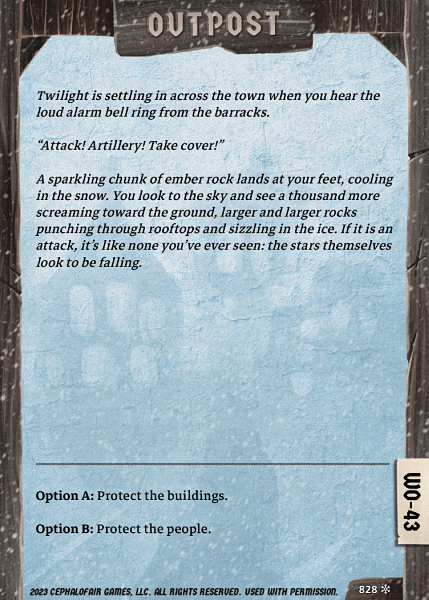 OUTPOST
Twilight is settling in across the town when you hear the
loud alarm bell ring from the barracks.
“Attack! Artillery! Take cover!”
A sparkling chunk of ember rock lands at your feet, cooling
in the snow. You look to the sky and see a thousand more
screaming toward the ground, larger and larger rocks
punching through rooftops and sizzling in the ice. If it is an
attack, it’s like none you’ve ever seen: the stars themselves
look to be falling.
Option A: Protect the buildings.
Option B: Protect the people.
WO-43
2023 CEPHALOFAIR GAMES, LLC. ALL RIGHTS RESERVED. USED WITH PERMISSION.
828